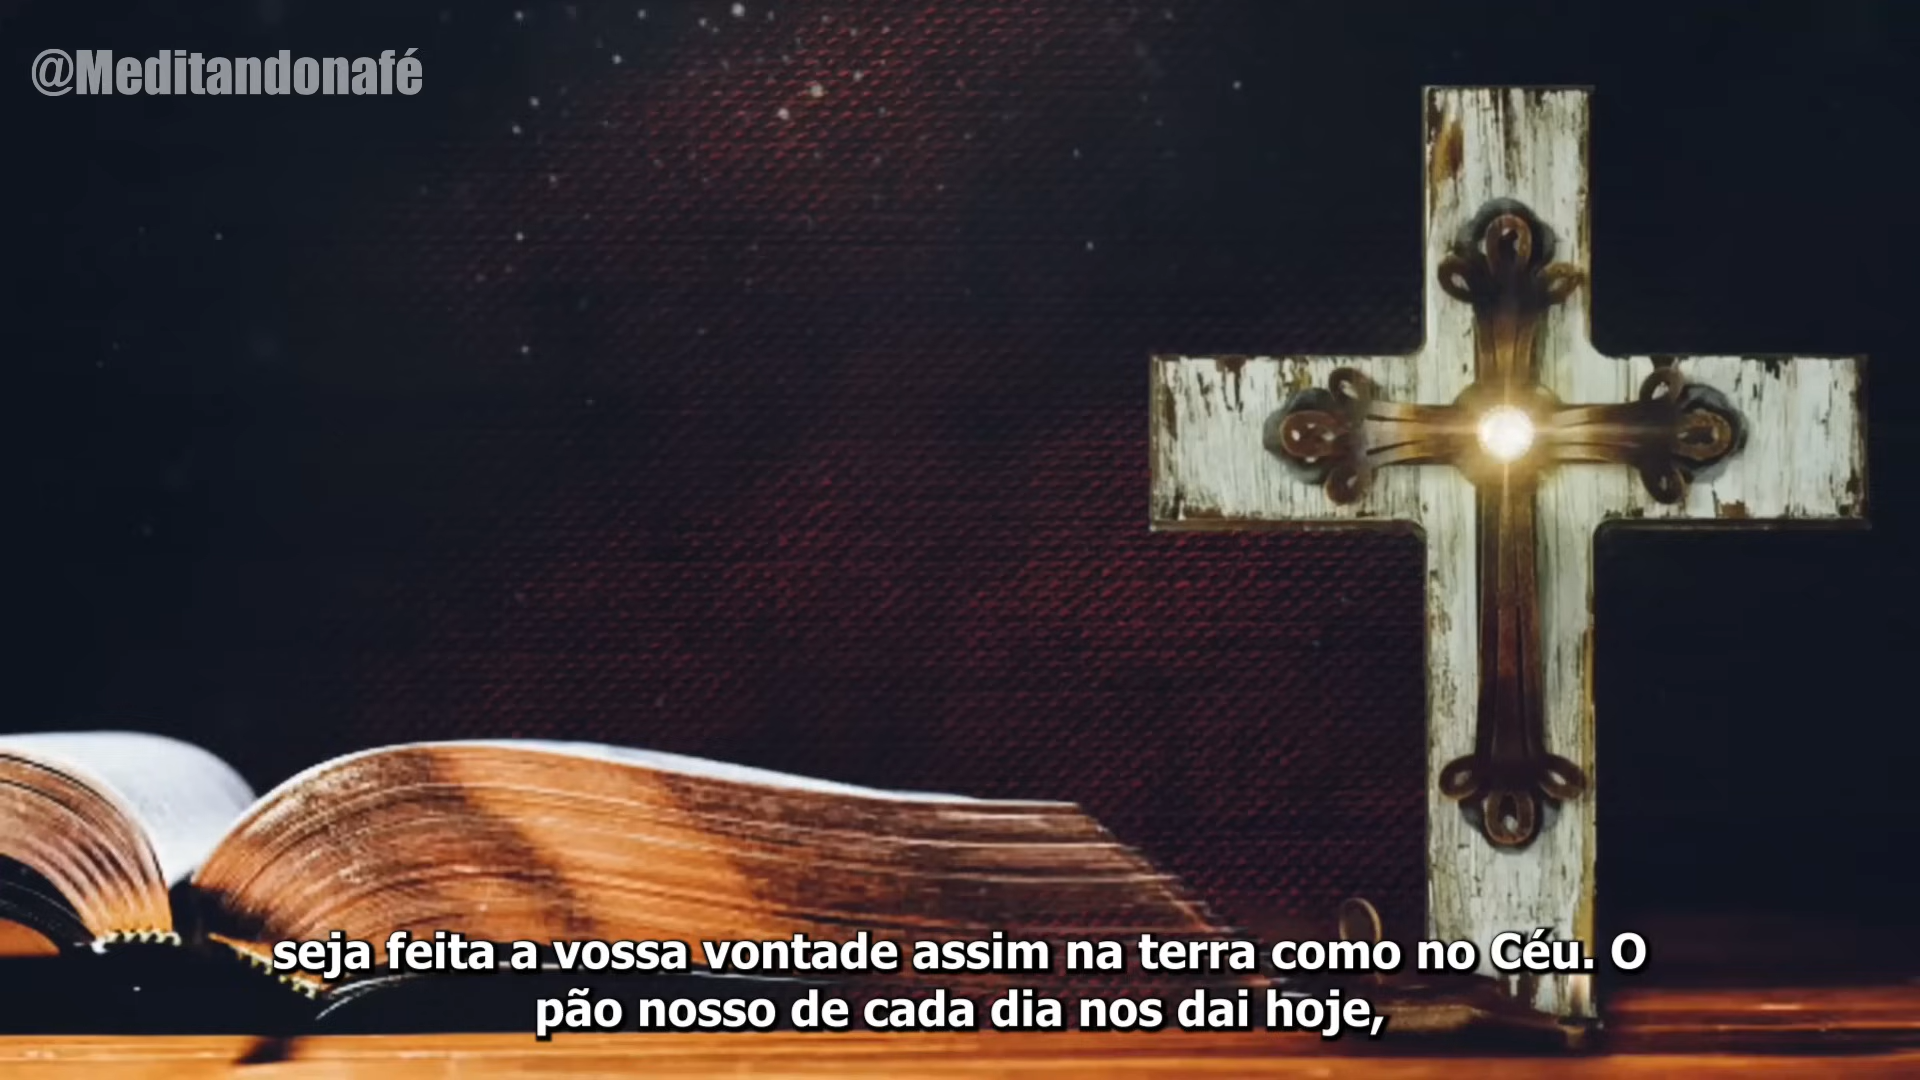 @Meditandonafé
seja feita a vossa vontade assim na terra como no Céu. O
pão nosso de cada dia nos dai hoje,